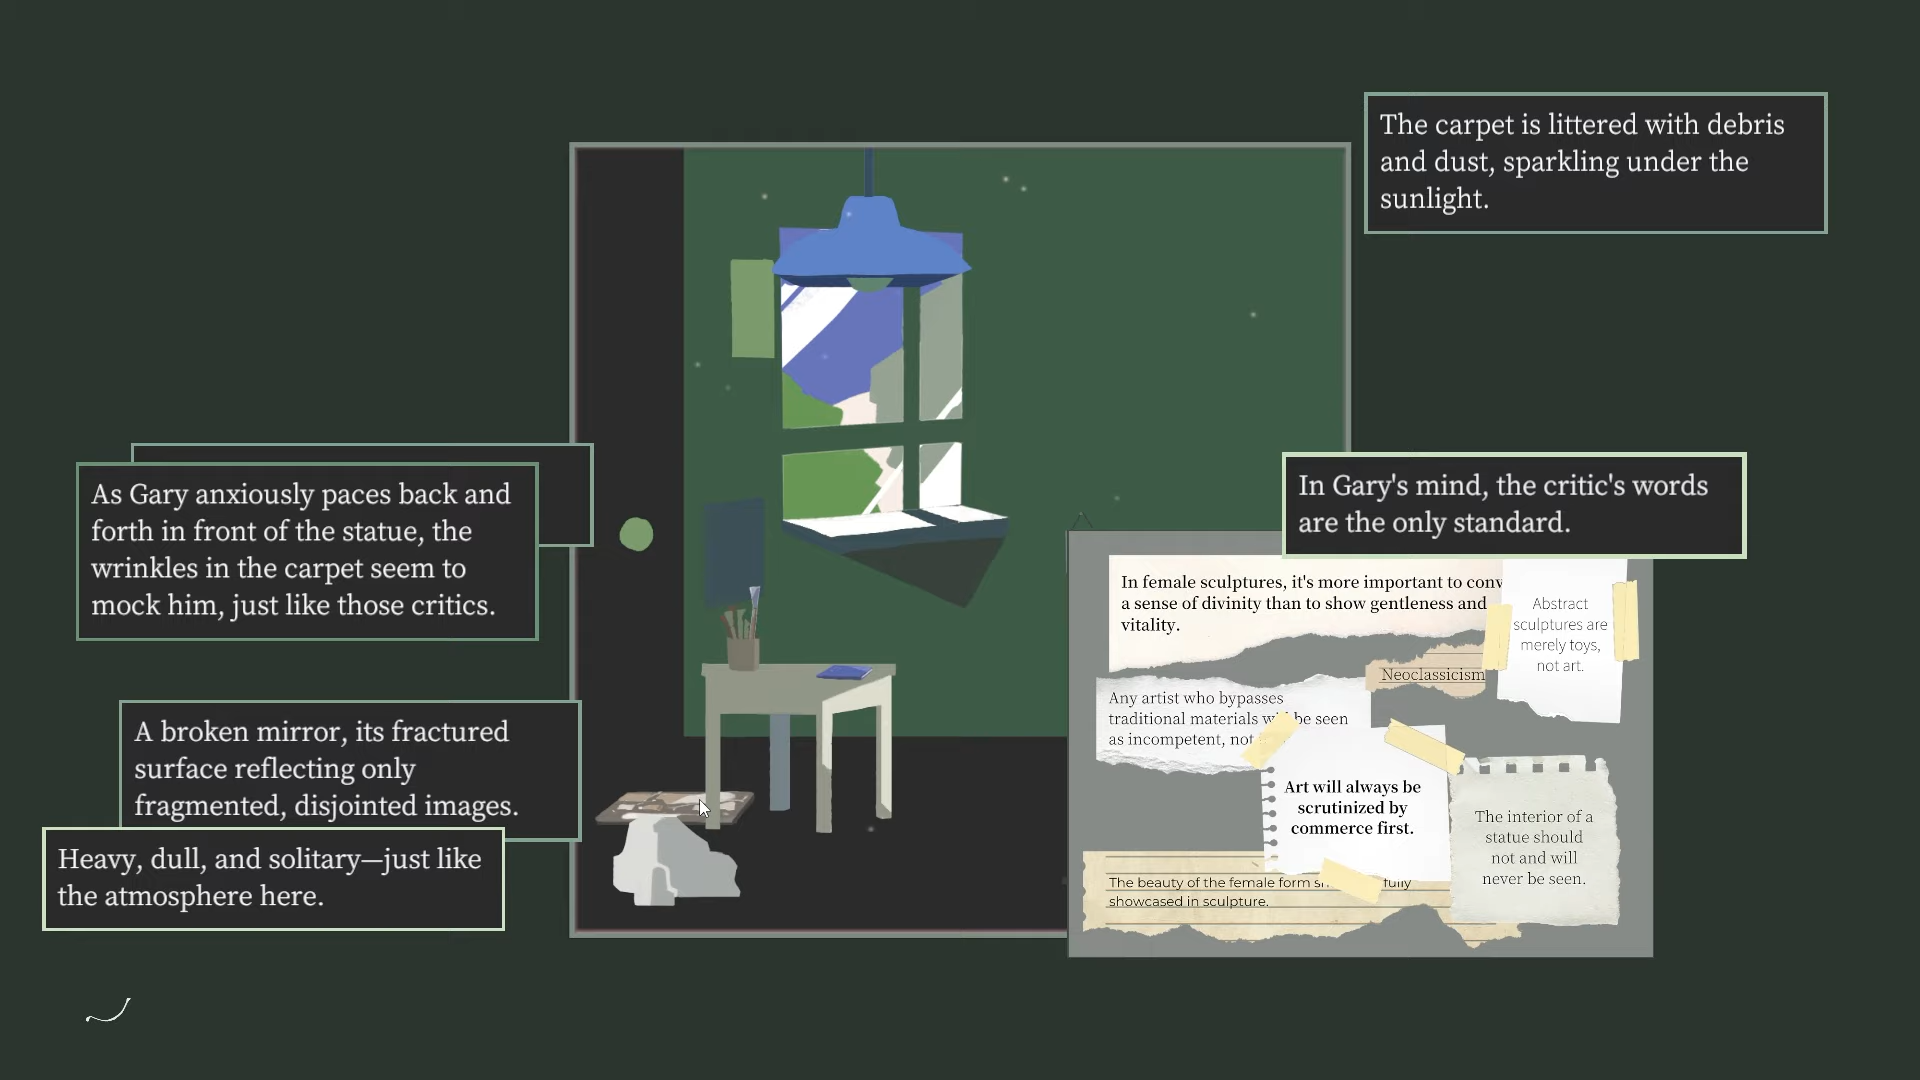 The carpet is littered with debris
and dust, sparkling under the
sunlight.
As Gary anxiously paces back and
forth in front of the statue, the
wrinkles in the carpet seem to
mock him, just like those critics.
In Gary's mind, the critic's words
are the only standard.
A broken mirror, its fractured
surface reflecting only
fragmented, disjointed images.
Heavy, dull, and solitary—just like
the atmosphere here.
In female sculptures, it's more important to conv
a sense of divinity than to show gentleness and
vitality.
Abstract
sculptures are
merely toys,
not art.
Neoclassicism
Any artist who bypasses
traditional materials be seen
as incompetent, not
Art will always be
scrutinized by
commerce first.
The interior of a
statue should
not and will
never be seen.
The beauty of the female form fully
showcased in sculpture.